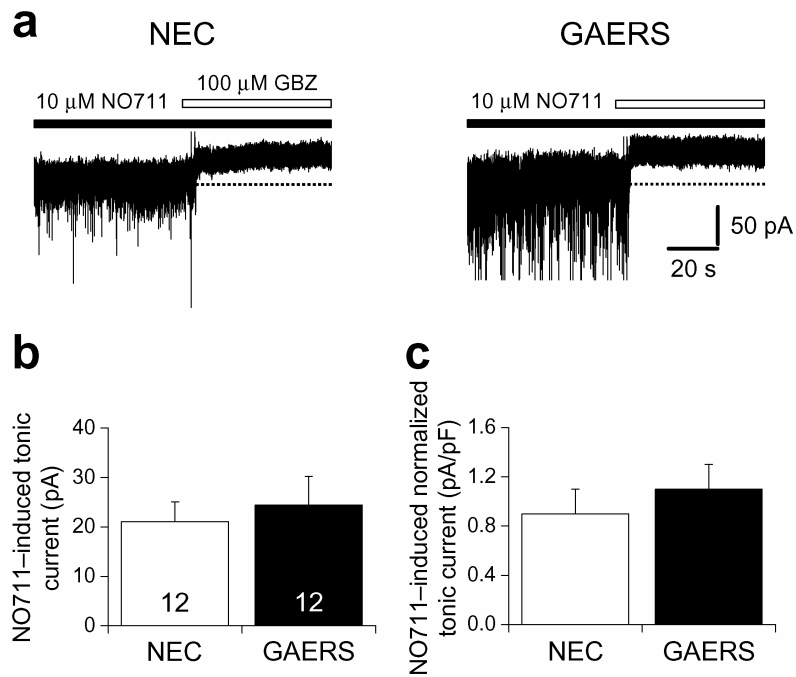 a
NEC
GAERS
100 μM GBZ
10 μM NO711
10 μM NO711
50 pA
20 s
b
c
NO711–induced tonic
current (pA)
40
30
20
10
0
12
12
NEC
GAERS
NO711–induced normalized
tonic current (pA/pF)
1.6
1.2
0.8
0.4
0.0
NEC
GAERS